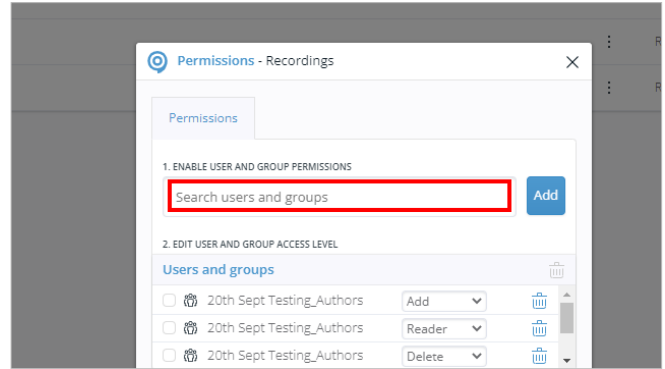 Permissions - Recordings
R
R
Permissions
1. ENABLE USER AND GROUP PERMISSIONS
Search users and groups
Add
2. EDIT USER AND GROUP ACCESS LEVEL
Users and groups
20th Sept Testing_Authors Add
20th Sept Testing_Authors Reader
20th Sept Testing_Authors Delete